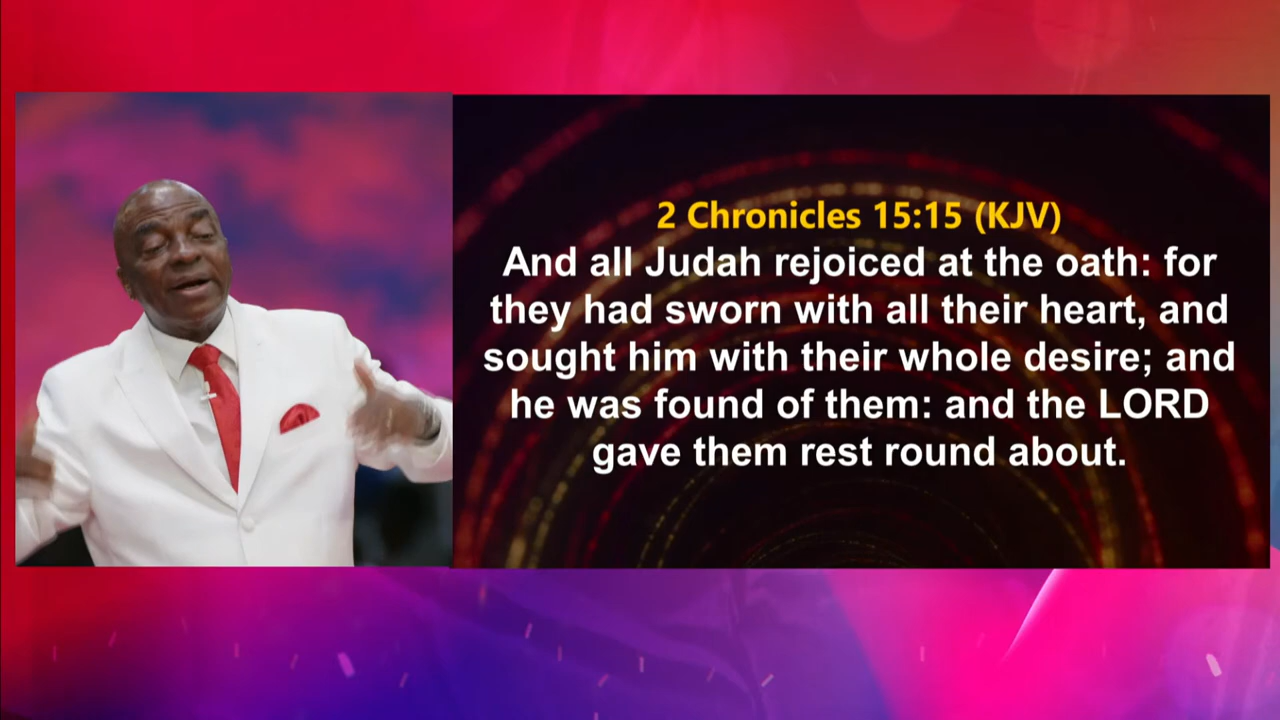 2 Chronicles 15:15 (KJV)
And all Judah rejoiced at the oath: for
they had sworn with all their heart, and
sought him with their whole desire; and
he was found of them: and the LORD
gave them rest round about.